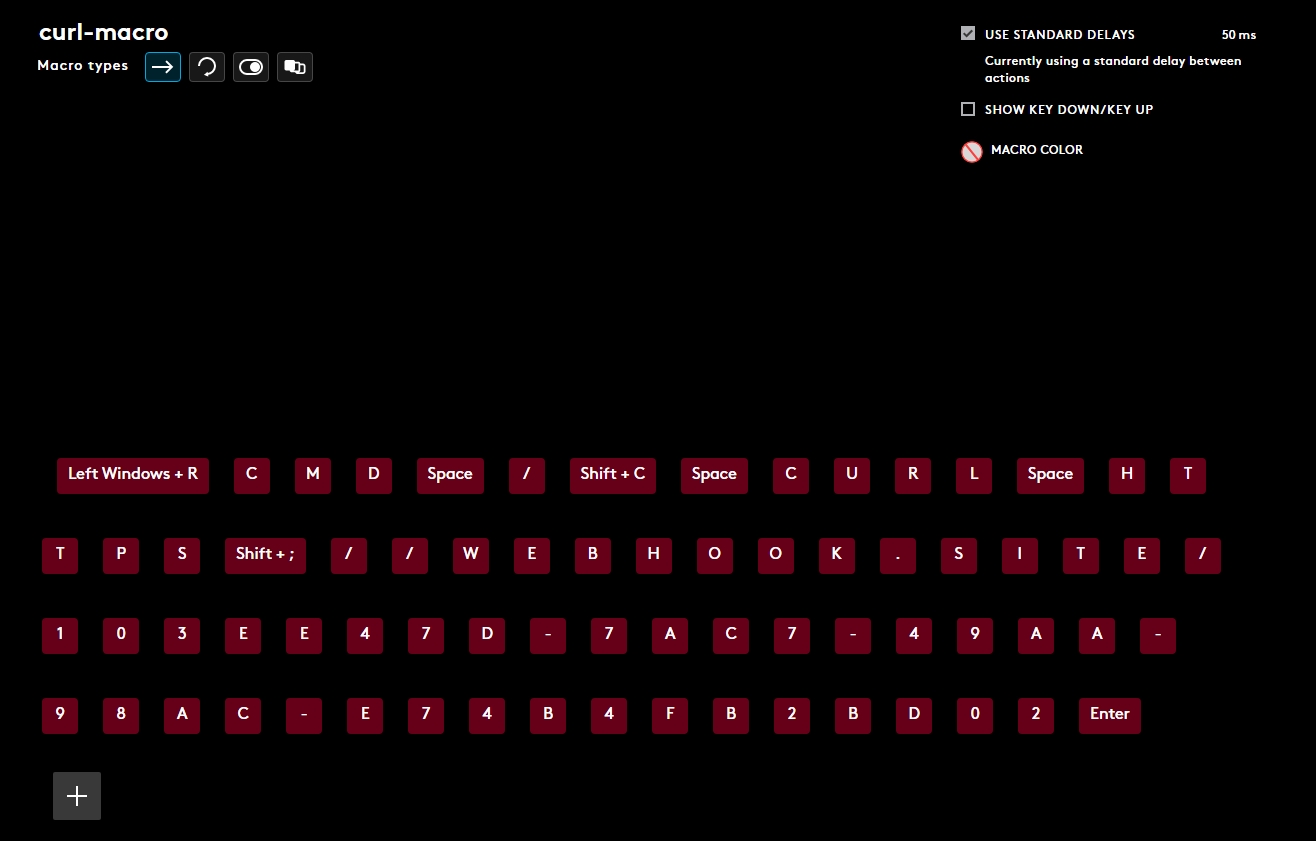 curl-macro
Macro types
USE STANDARD DELAYS 50 ms
Currently using a standard delay between
actions
SHOW KEY DOWN/KEY UP
MACRO COLOR
Left Windows + R C M D Space / Shift + C Space C U R L Space H T
T P S Shift + ; / / W E B H O O K . S I T E /
1 0 3 E E 4 7 D - 7 A C 7 - 4 9 A A -
9 8 A C - E 7 4 B 4 F B 2 B D 0 2 Enter